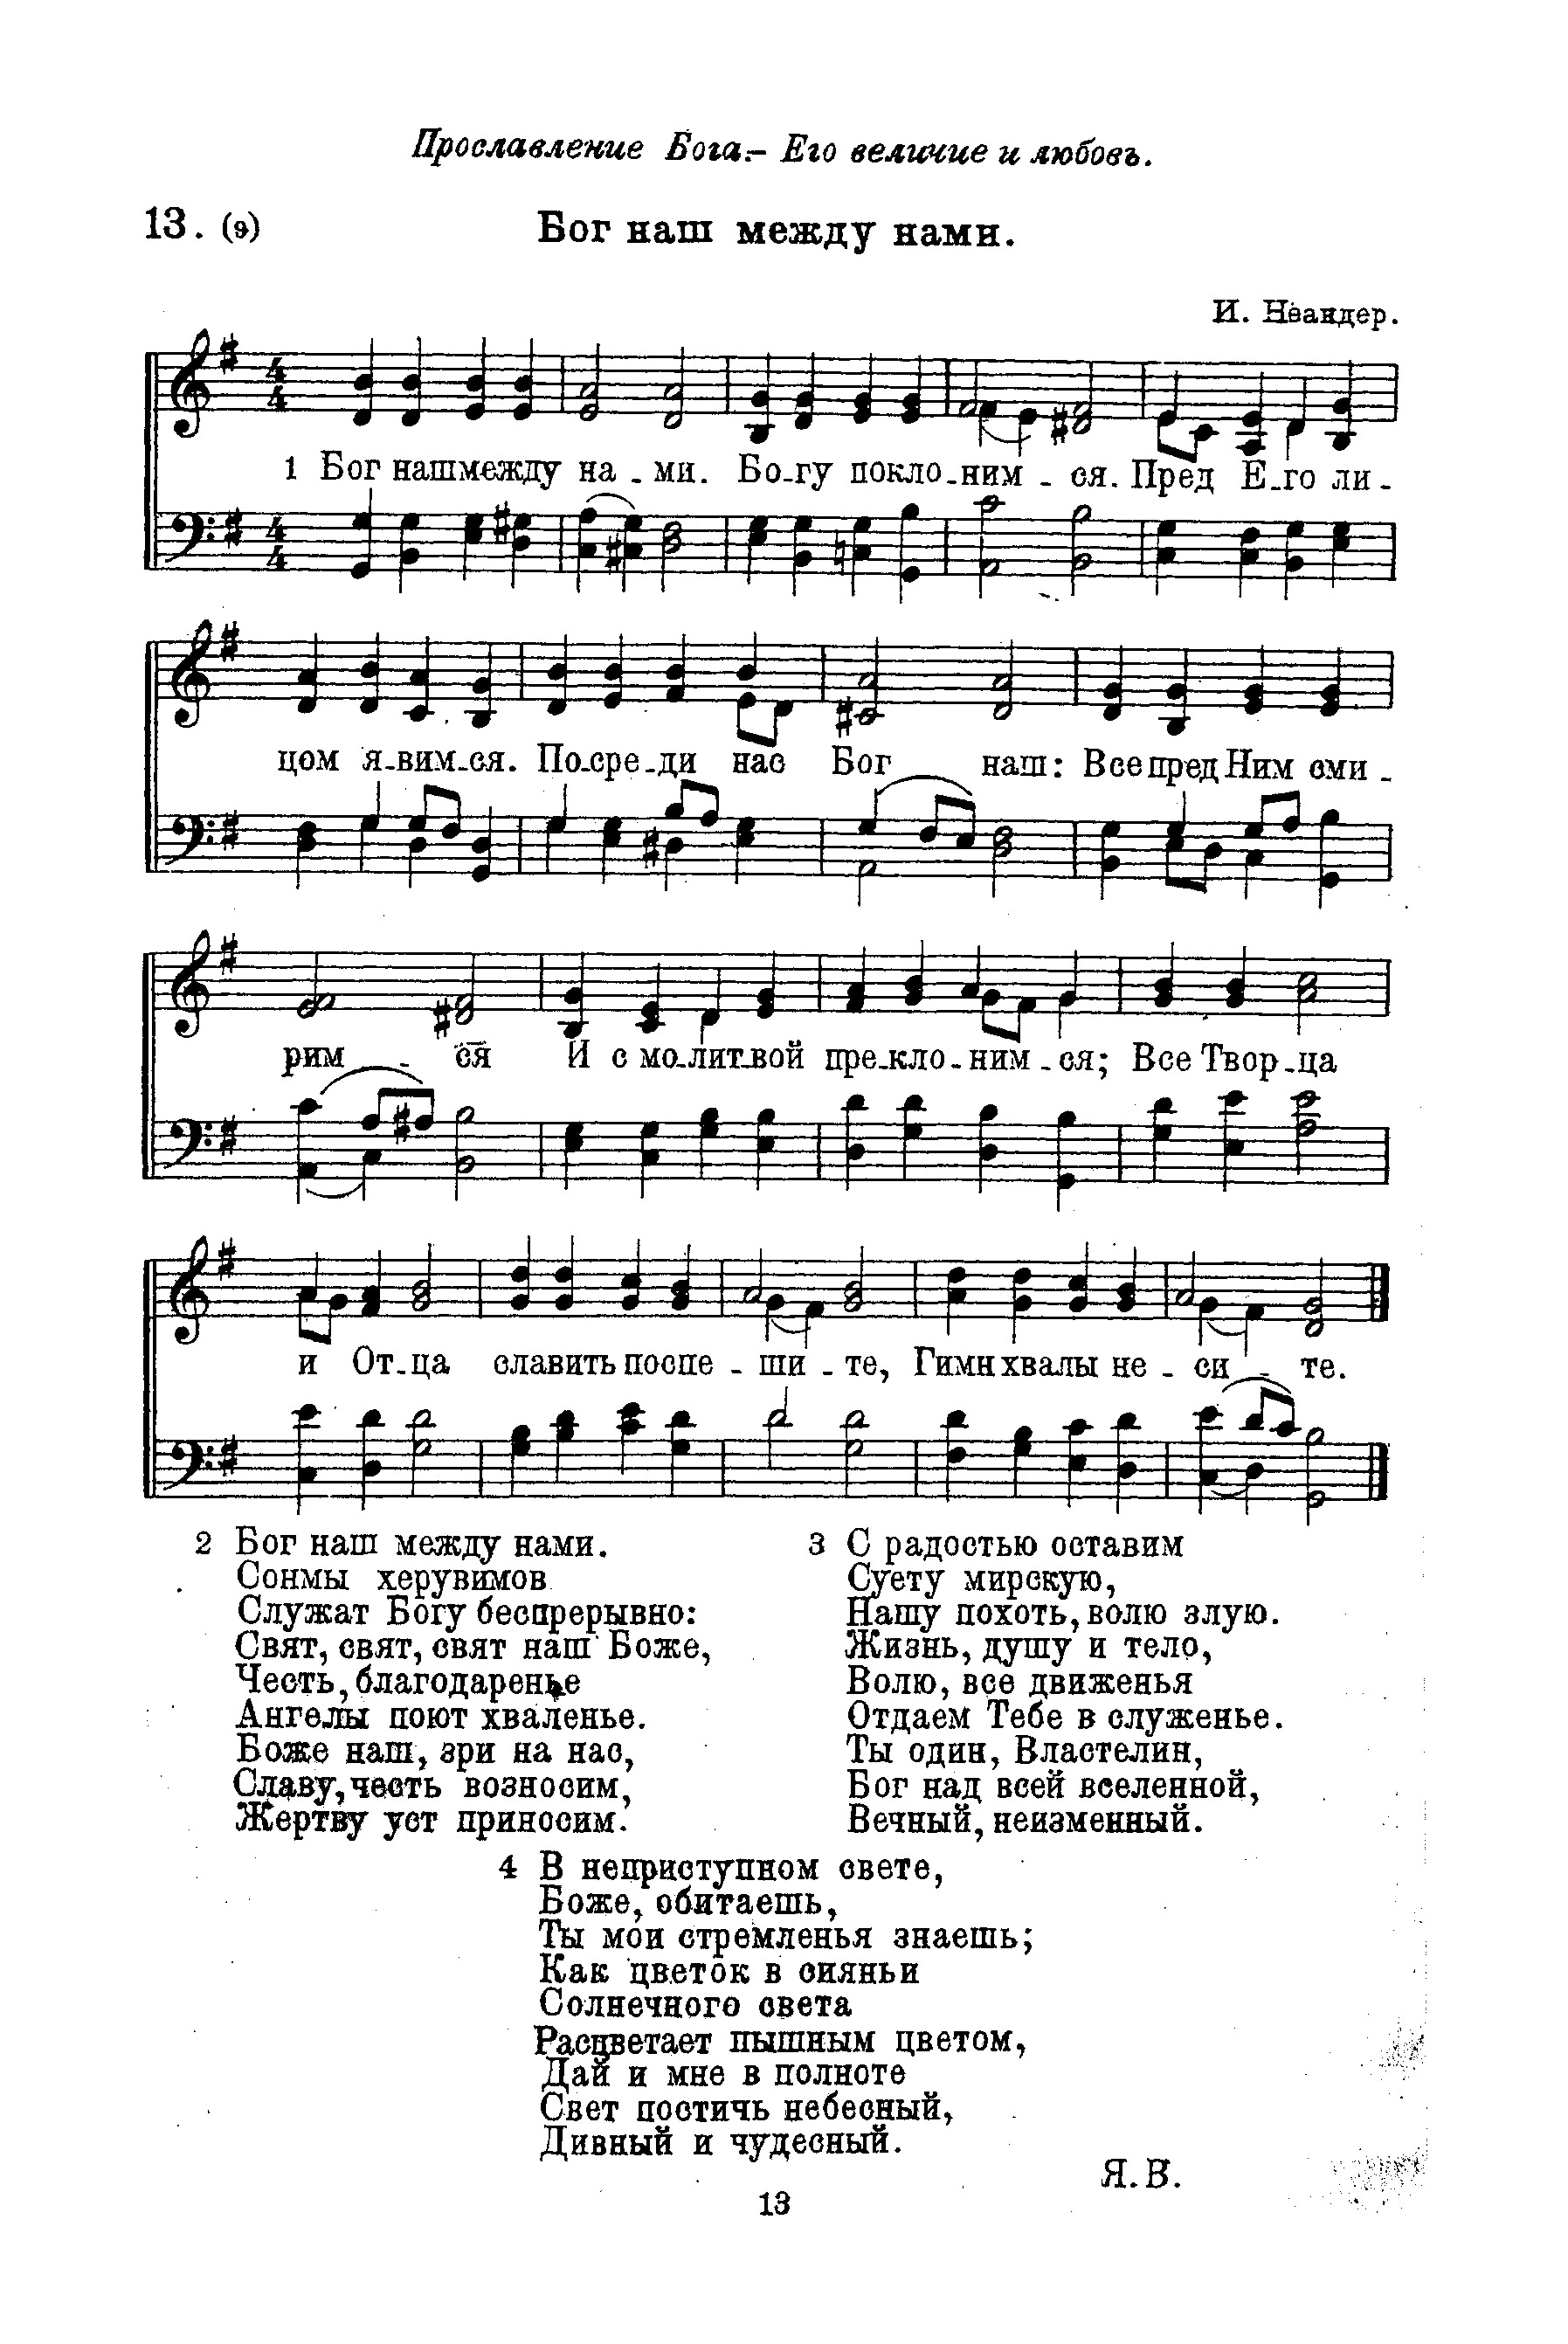 Прославление Бога.- Его величие и любовь.
13. (9) Бог наш между нами.
И. Неандер.
1 Бог наш между на - ми. Бо-гу покло-ним - ся. Пред Е-го ли -
цом я-вим-ся. По-сре-ди нас Бог наш: Все пред Ним сми -
рим - ся И с мо-лит-вой пре-кло-ним-ся; Все Твор-ца
и От-ца славить поспе - ши - те, Гимн хвалы не - си - те.
2 Бог наш между нами.
Сонмы херувимов
Служат Богу беспрерывно:
Свят, свят, свят наш Боже,
Честь, благодаренье
Ангелы поют хваленье.
Боже наш, зри на нас,
Славу, честь возносим,
Жертву уст приносим.
3 С радостью оставим
Суету мирскую,
Нашу похоть, волю злую.
Жизнь, душу и тело,
Волю, все движенья
Отдаем Тебе в служенье.
Ты один, Властелин,
Бог над всей вселенной,
Вечный, неизменный.
4 В неприступном свете,
Боже, обитаешь,
Ты мои стремленья знаешь;
Как цветок в сияньи
Солнечного света
Расцветает пышным цветом,
Дай и мне в полноте
Свет постичь небесный,
Дивный и чудесный.
Я. В.
13